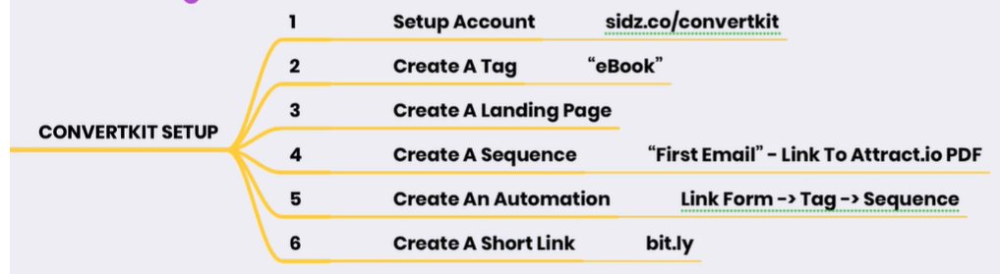 1 Setup Account sidz.co/convertkit
2 Create A Tag “eBook”
3 Create A Landing Page
CONVERTKIT SETUP
4 Create A Sequence “First Email” - Link To Attract.io PDF
5 Create An Automation Link Form -> Tag -> Sequence
6 Create A Short Link bit.ly